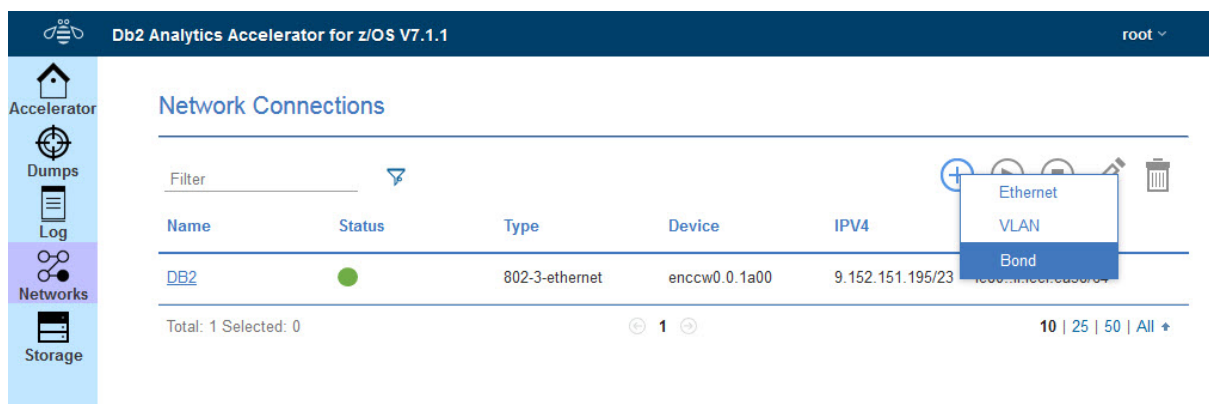 Db2 Analytics Accelerator for z/OS V7.1.1 root
Accelerator
Dumps
Log
Networks
Storage
Network Connections
Filter
Ethernet
VLAN
Bond
Name Status Type Device IPV4
DB2 802-3-ethernet enccw0.0.1a00 9.152.151.195/23
Total: 1 Selected: 0 1 10 | 25 | 50 | All